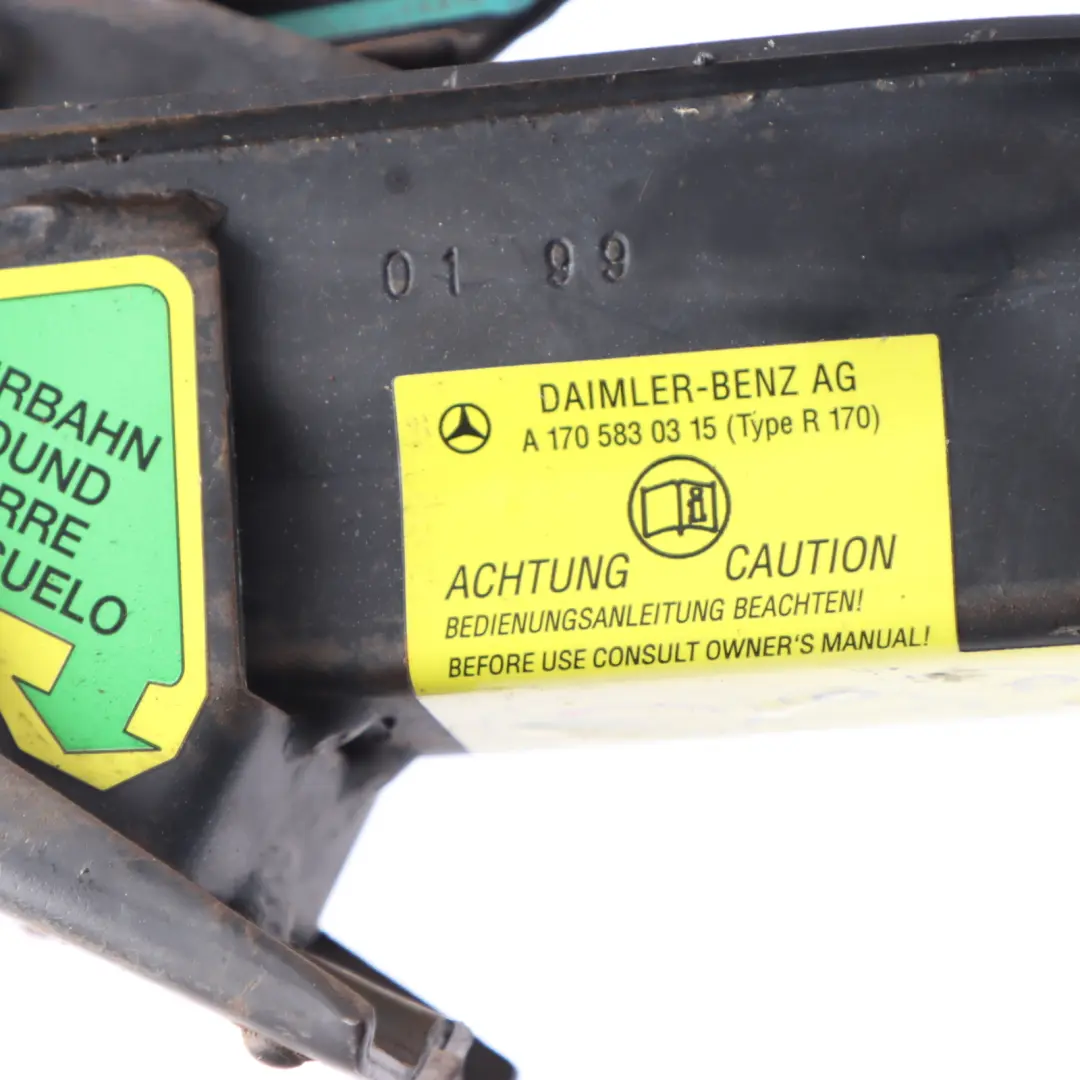 01 99
DAIMLER-BENZ AG
A 170 583 03 15 (Type R 170)
i
ACHTUNG CAUTION
BEDIENUNGSANLEITUNG BEACHTEN!
BEFORE USE CONSULT OWNER'S MANUAL!
RBAHN
OUND
RRE
SUELO